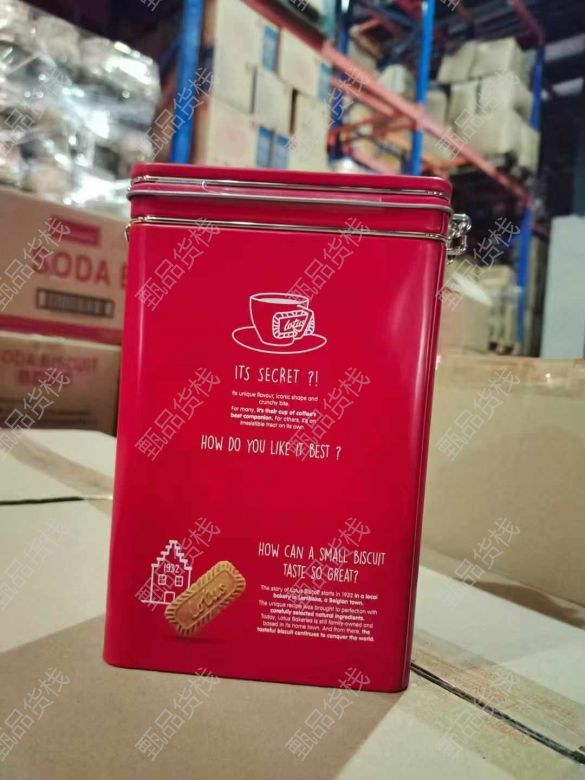 SODA B
SODA BISCUIT
Lotus
ITS SECRET ?!
Its unique flavour, iconic shape and
crunchy bite.
For many, it's their cup of coffee's
best companion. For others, it's an
irresistible treat on its own.
HOW DO YOU LIKE IT BEST ?
1932
Lotus
HOW CAN A SMALL BISCUIT
TASTE SO GREAT?
The story of Lotus Biscoff starts in 1932 in a local
bakery in Lembeke, a Belgian town.
The unique recipe was brought to perfection with
carefully selected natural ingredients.
Today, Lotus Bakeries is still family-owned and
based in its home town. And from there, the
tasteful biscuit continues to conquer the world.
甄品货栈